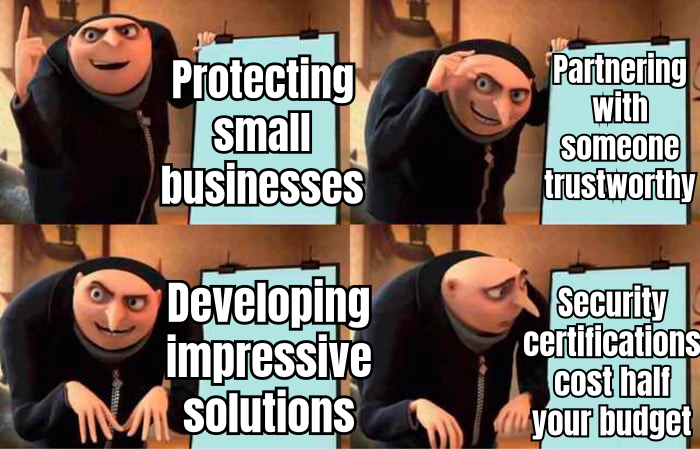 Protecting
small
businesses
Partnering
with
someone
trustworthy
Developing
impressive
solutions
Security
certifications
cost half
your budget